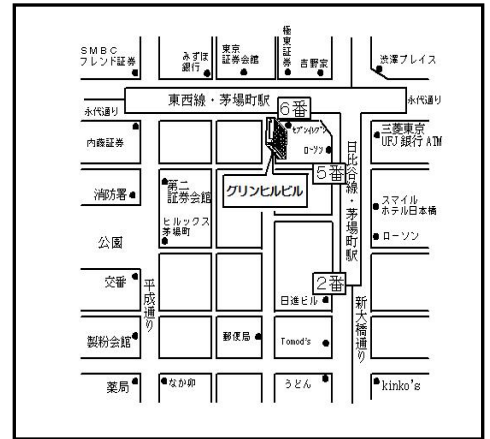 SMBC
フレンド証券
みずほ
銀行
東京
証券会館
極東証券
吉野家
渋澤プレイス
永代通り
東西線・茅場町駅
6番
永代通り
内藤証券
セブンイレブン
ローソン
三菱東京
UFJ銀行ATM
5番
日比谷線・茅場町駅
消防署
第二
証券会館
グリンヒルビル
スマイル
ホテル日本橋
ヒルックス
茅場町
ローソン
公園
交番
平成通り
2番
日進ビル
新大橋通り
製粉会館
郵便局
Tomod's
薬局
なか卯
うどん
kinko's